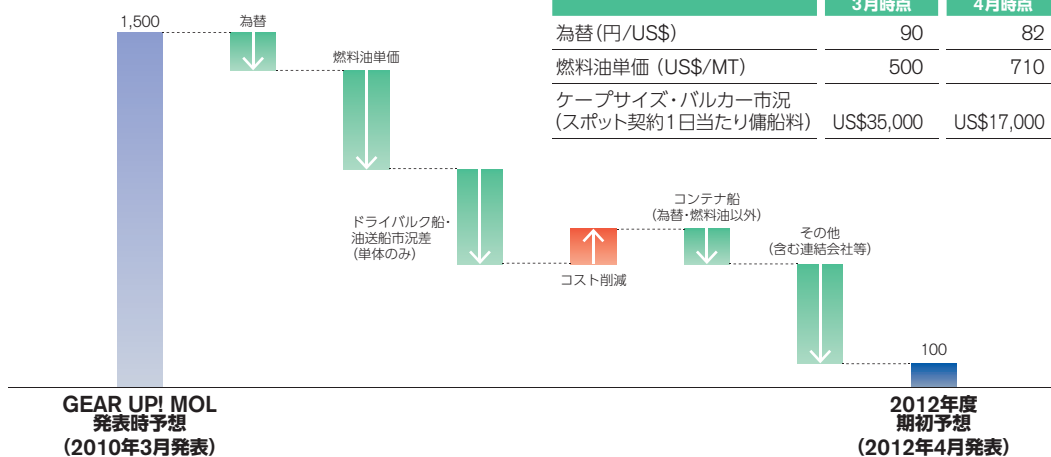 3月時点 4月時点
為替(円/US$) 90 82
燃料油単価 (US$/MT) 500 710
ケープサイズ・バルカー市況
(スポット契約1日当たり傭船料) US$35,000 US$17,000
1,500
為替
燃料油単価
ドライバルク船・
油送船市況差
(単体のみ)
コスト削減
コンテナ船
(為替・燃料油以外)
その他
(含む連結会社等)
100
GEAR UP! MOL
発表時予想
(2010年3月発表)
2012年度
期初予想
(2012年4月発表)